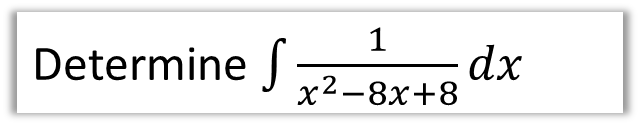 Determine ∫ 1/(x²−8x+8) dx